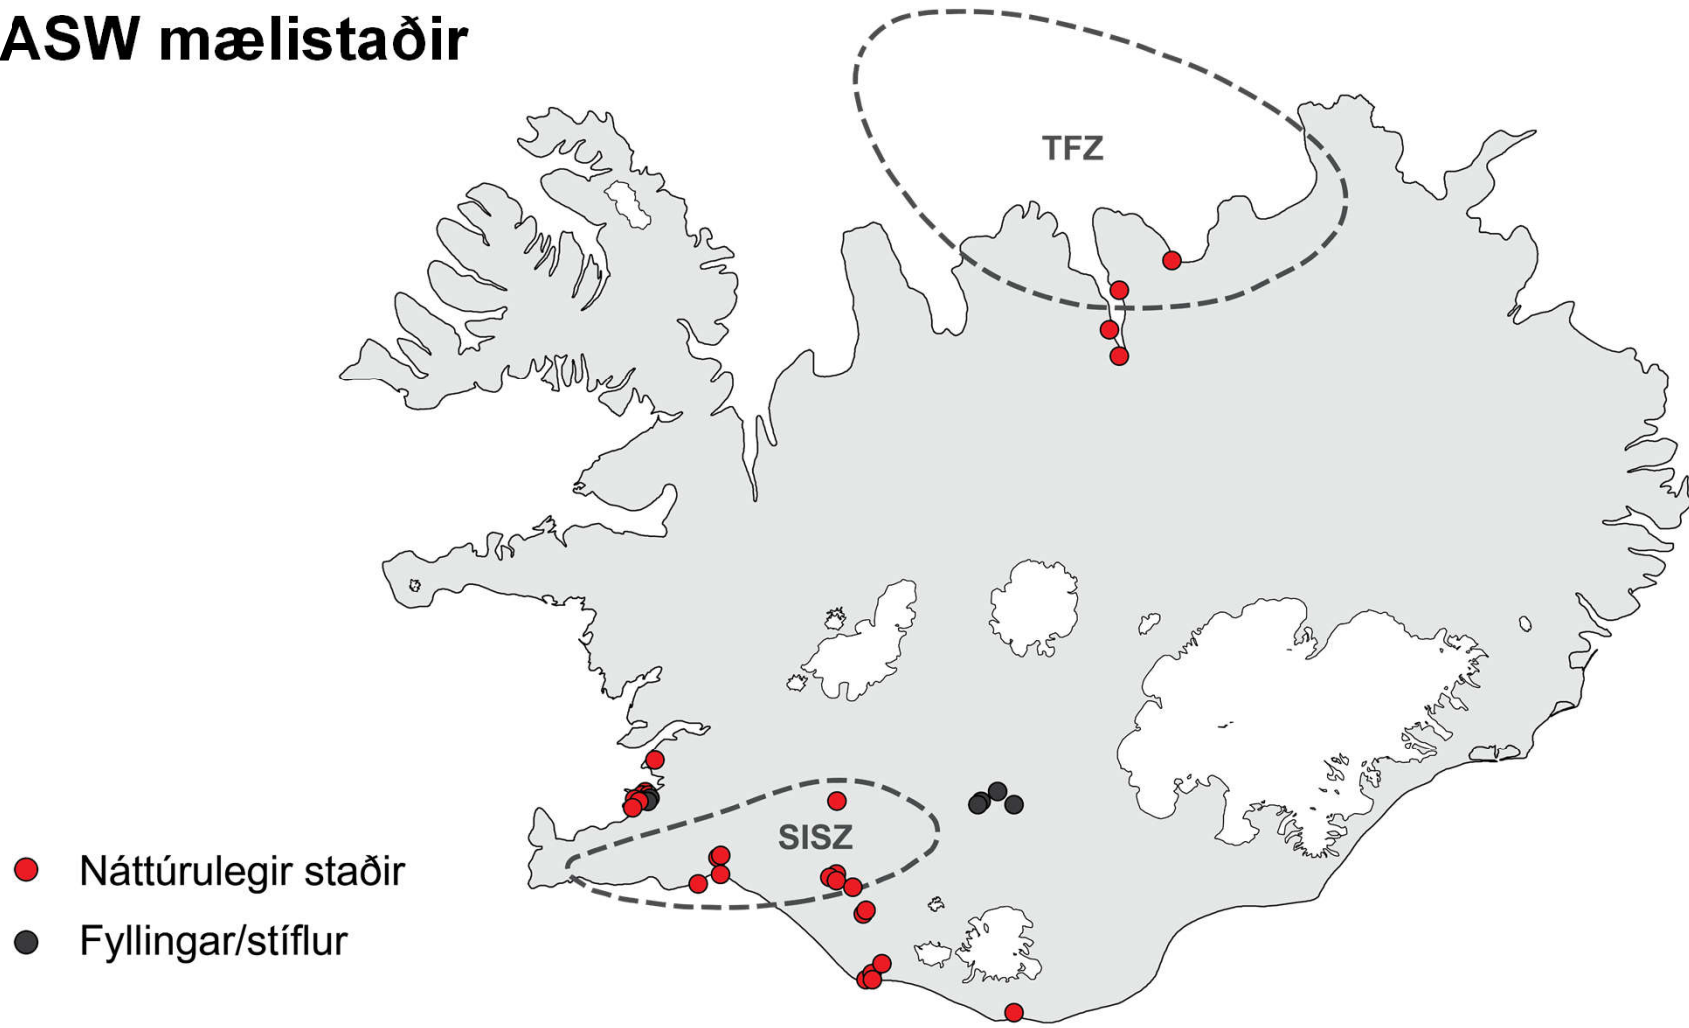 ASW mælistaðir
TFZ
SISZ
Náttúrulegir staðir
Fyllingar/stíflur